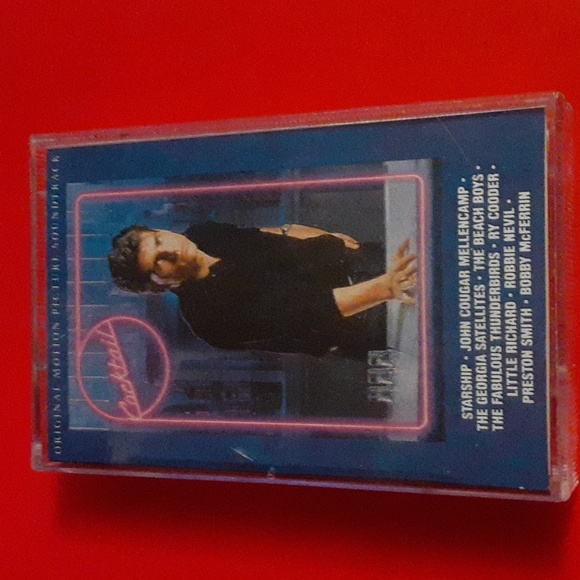 ORIGINAL MOTION PICTURE SOUNDTRACK
Cocktail
STARSHIP • JOHN COUGAR MELLENCAMP •
THE GEORGIA SATELLITES • THE BEACH BOYS •
THE FABULOUS THUNDERBIRDS • RY COODER •
LITTLE RICHARD • ROBBIE NEVIL •
PRESTON SMITH • BOBBY McFERRIN